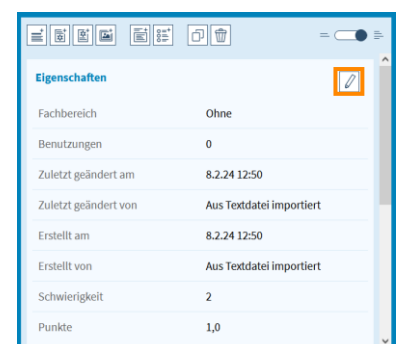 Eigenschaften
Fachbereich Ohne
Benutzungen 0
Zuletzt geändert am 8.2.24 12:50
Zuletzt geändert von Aus Textdatei importiert
Erstellt am 8.2.24 12:50
Erstellt von Aus Textdatei importiert
Schwierigkeit 2
Punkte 1,0